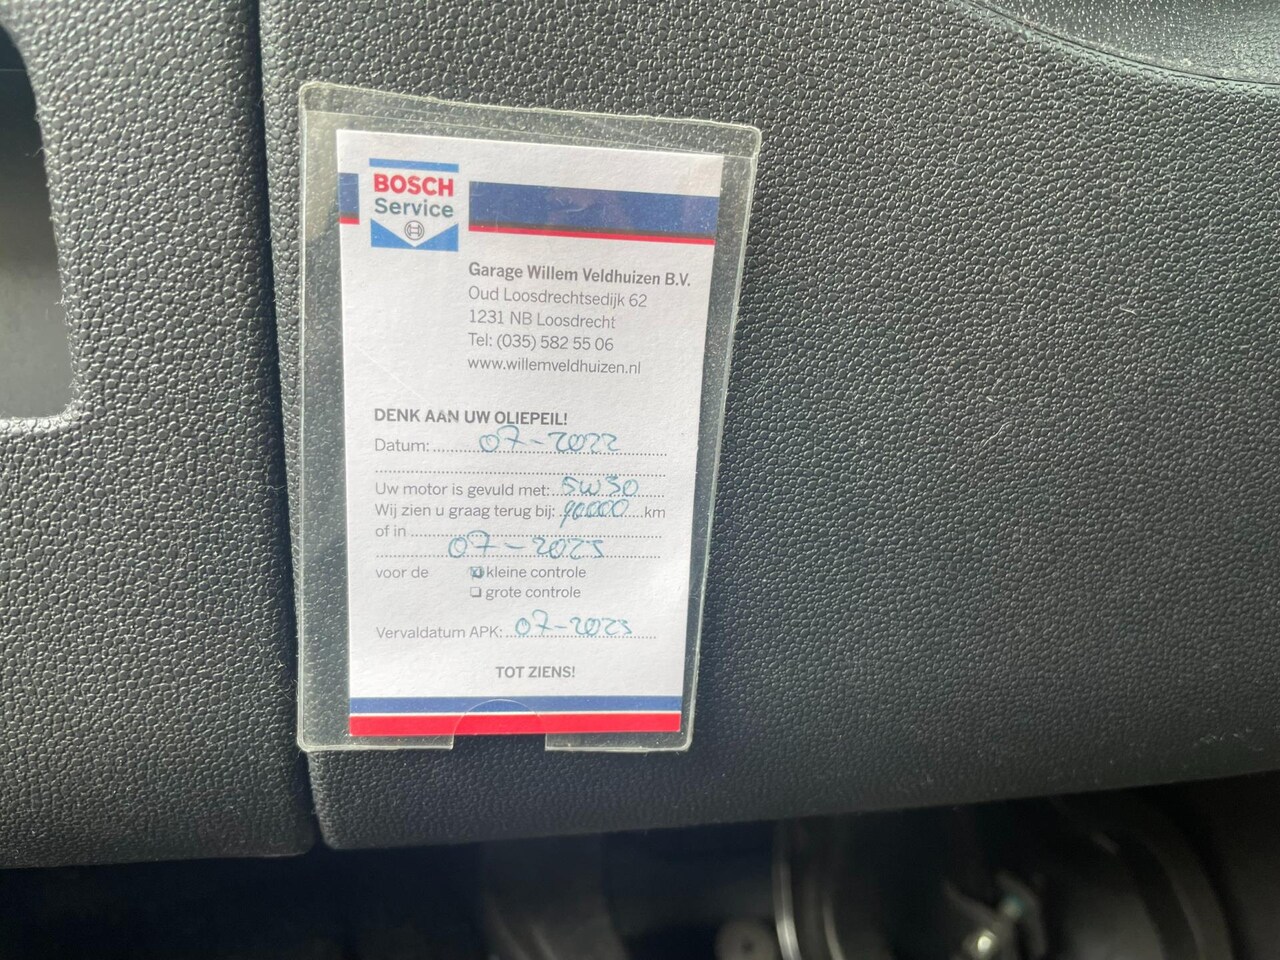 BOSCH
Service
Garage Willem Veldhuizen B.V.
Oud Loosdrechtsedijk 62
1231 NB Loosdrecht
Tel: (035) 582 55 06
www.willemveldhuizen.nl
DENK AAN UW OLIEPEIL!
Datum: 07-2022
Uw motor is gevuld met: 5W30
Wij zien u graag terug bij: 90000 km
of in
07-2023
voor de kleine controle
grote controle
Vervaldatum APK: 07-2023
TOT ZIENS!